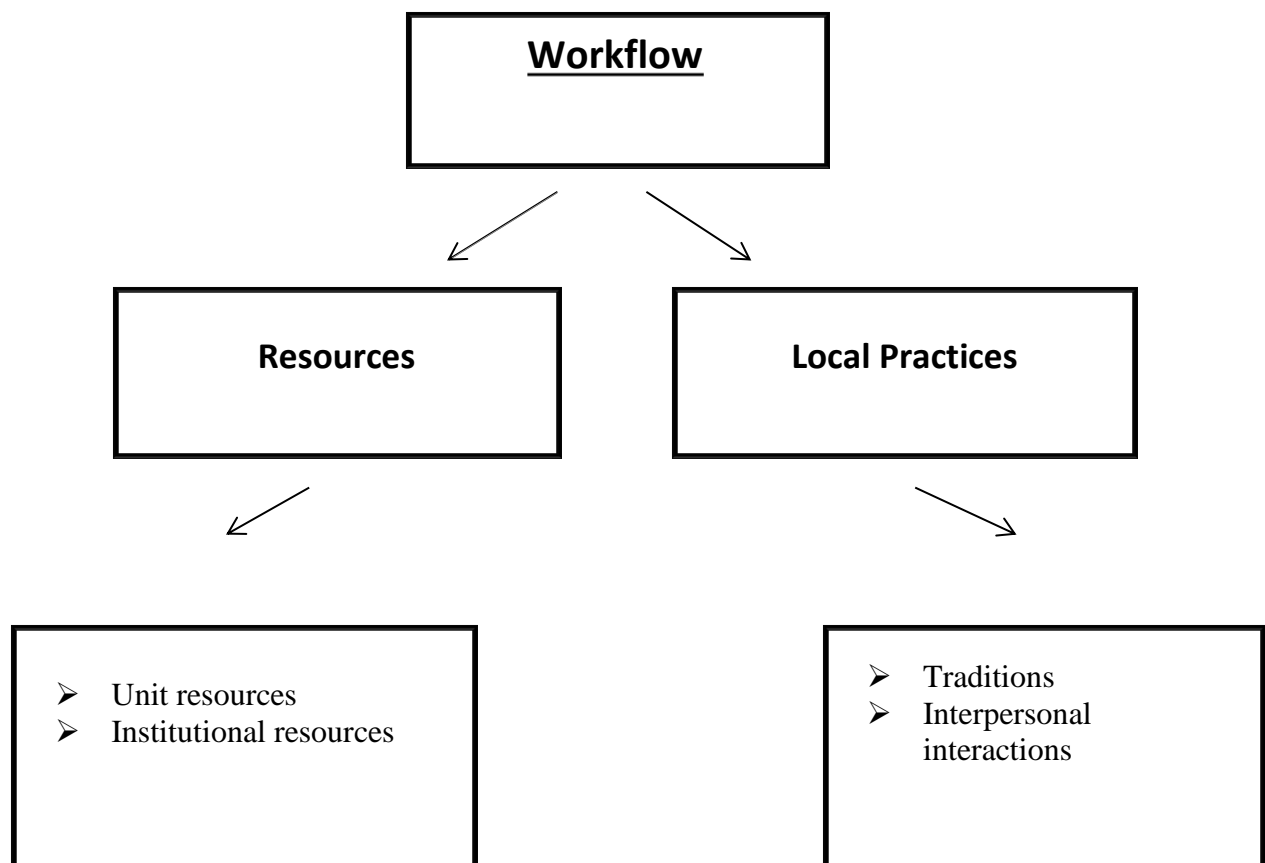 Workflow
Resources
Local Practices
➢ Unit resources
➢ Institutional resources
➢ Traditions
➢ Interpersonal
interactions